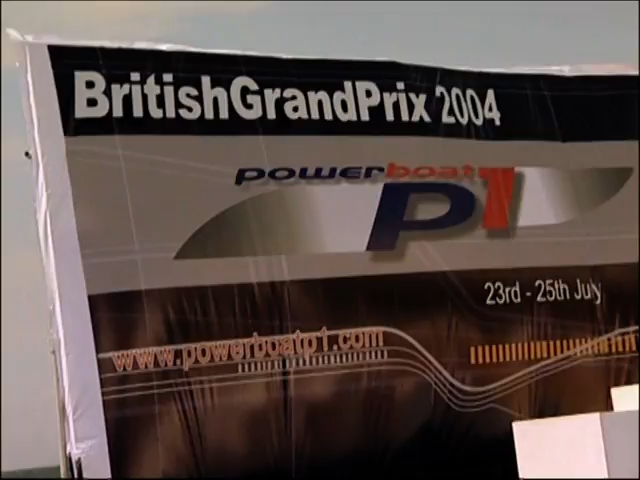 BritishGrandPrix 2004
powerboat
P1
23rd - 25th July
www.powerboatp1.com